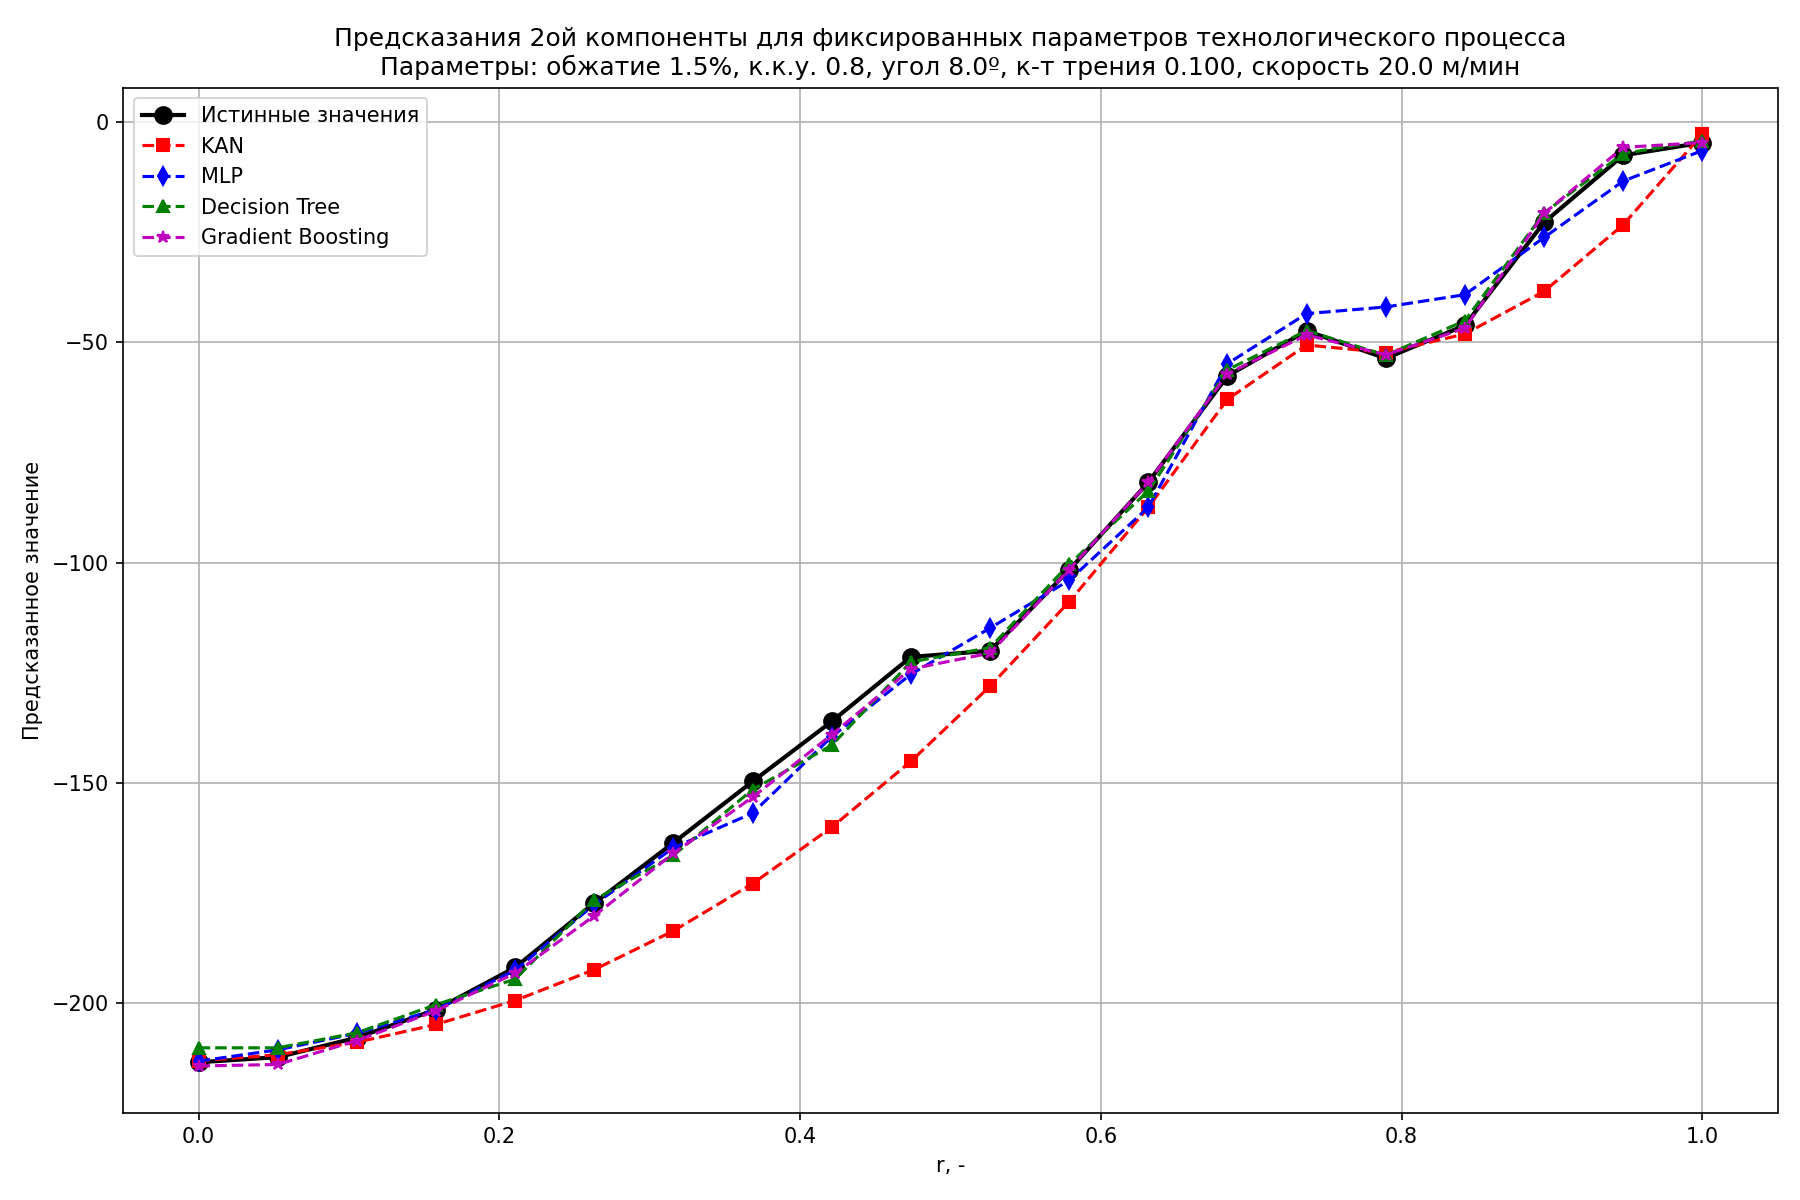 Предсказания 2ой компоненты для фиксированных параметров технологического процесса
Параметры: обжатие 1.5%, к.к.у. 0.8, угол 8.0º, к-т трения 0.100, скорость 20.0 м/мин
Истинные значения
KAN
MLP
Decision Tree
Gradient Boosting
Предсказанное значение
0
−50
−100
−150
−200
0.0 0.2 0.4 0.6 0.8 1.0
r, -